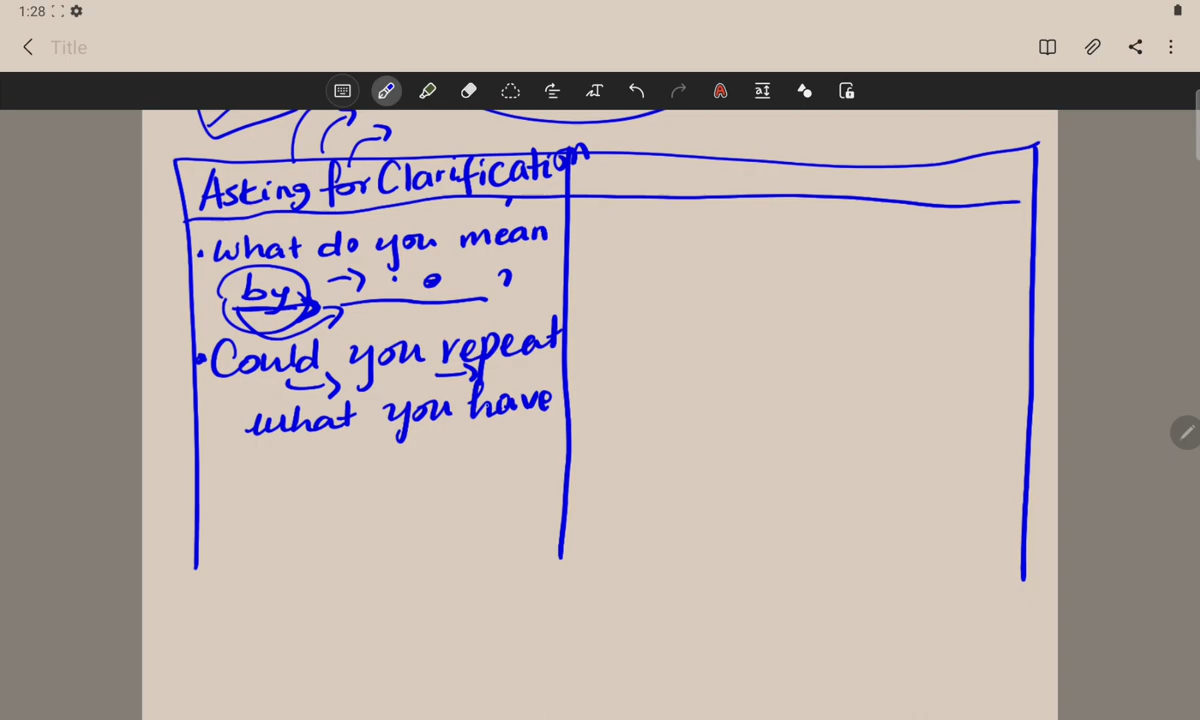 1:28
Title
Asking for Clarification
• What do you mean
by → . . ?
• Could you repeat
what you have